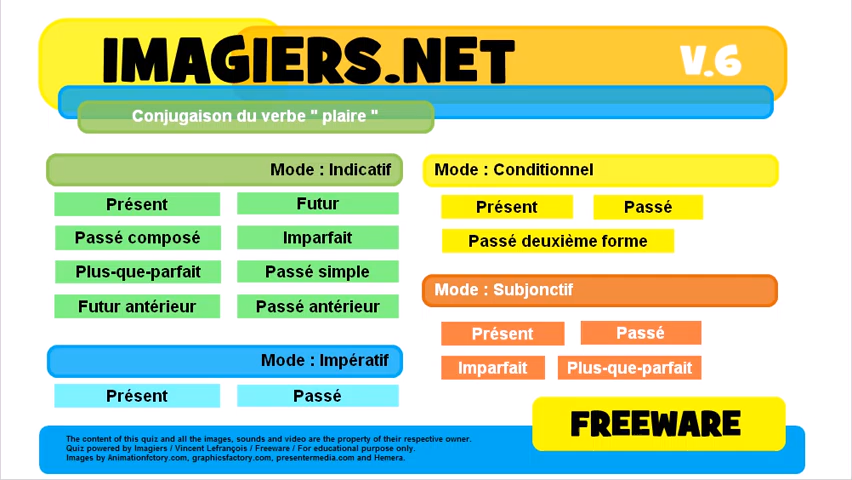 IMAGIERS.NET
V.6
Conjugaison du verbe " plaire "
Mode : Indicatif
Présent
Futur
Passé composé
Imparfait
Plus-que-parfait
Passé simple
Futur antérieur
Passé antérieur
Mode : Impératif
Présent
Passé
Mode : Conditionnel
Présent
Passé
Passé deuxième forme
Mode : Subjonctif
Présent
Passé
Imparfait
Plus-que-parfait
FREEWARE
The content of this quiz and all the images, sounds and video are the property of their respective owner.
Quiz powered by Imagiers / Vincent Lefrançois / Freeware / For educational purpose only.
Images by Animationfctory.com, graphicsfactory.com, presentermedia.com and Hemera.